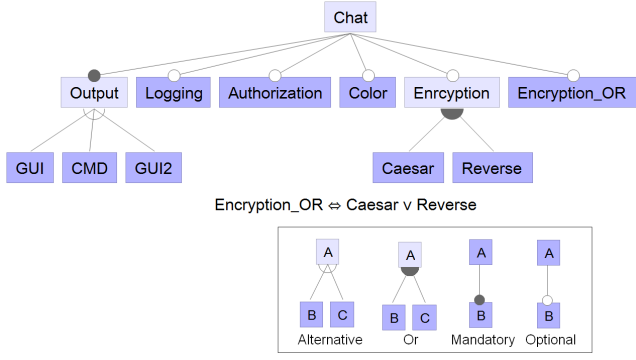 Chat
Output Logging Authorization Color Enrcyption Encryption_OR
GUI CMD GUI2 Caesar Reverse
Encryption_OR ⇔ Caesar v Reverse
A A A A
B C B C B B
Alternative Or Mandatory Optional